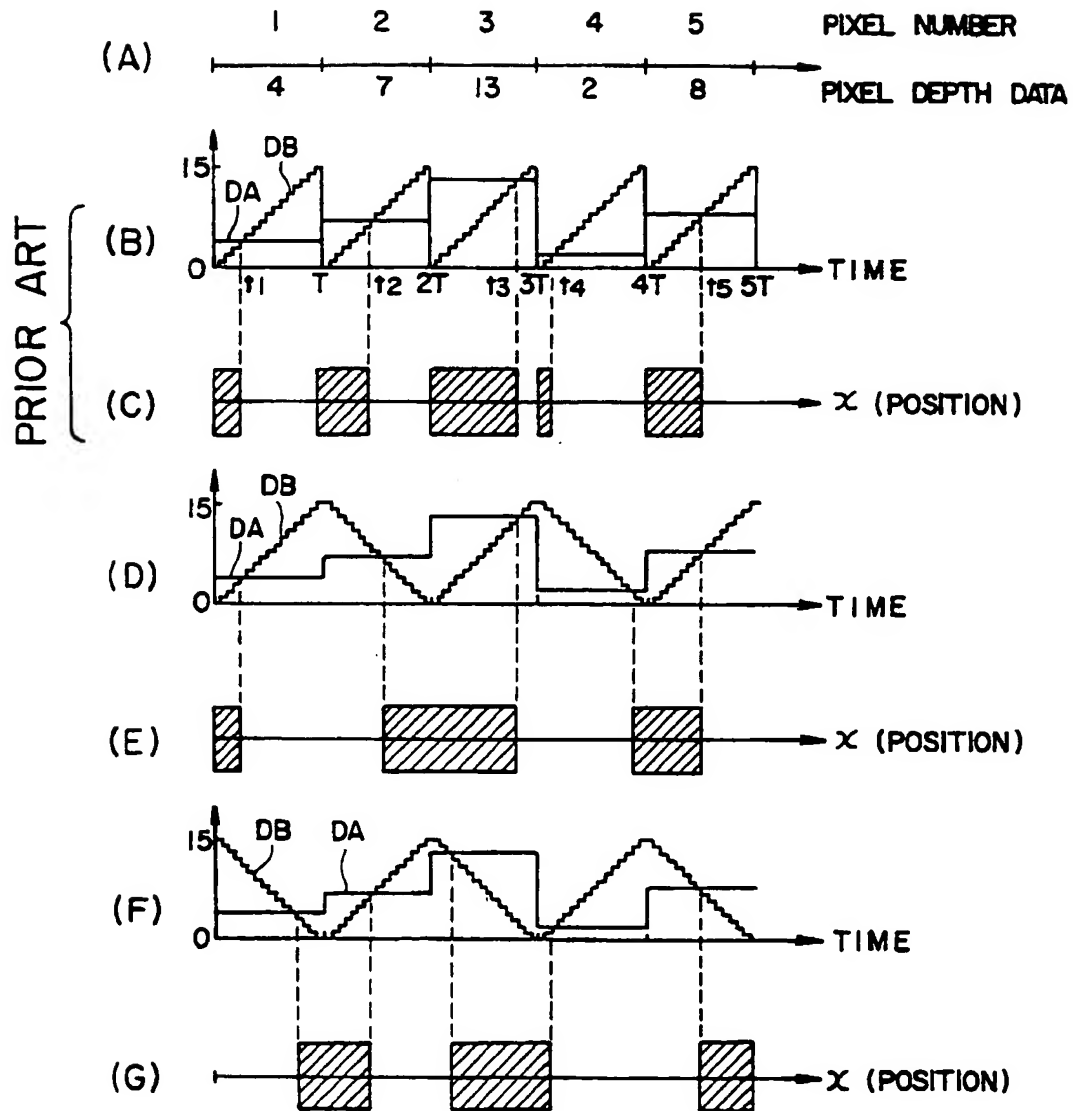 1 2 3 4 5 PIXEL NUMBER
(A)
4 7 13 2 8 PIXEL DEPTH DATA
PRIOR ART
(B)
15
DA
DB
0
t1 T t2 2T t3 3T t4 4T t5 5T
TIME
(C)
x (POSITION)
(D)
15
DB
DA
0
TIME
(E)
x (POSITION)
(F)
15
DB
DA
0
TIME
(G)
x (POSITION)